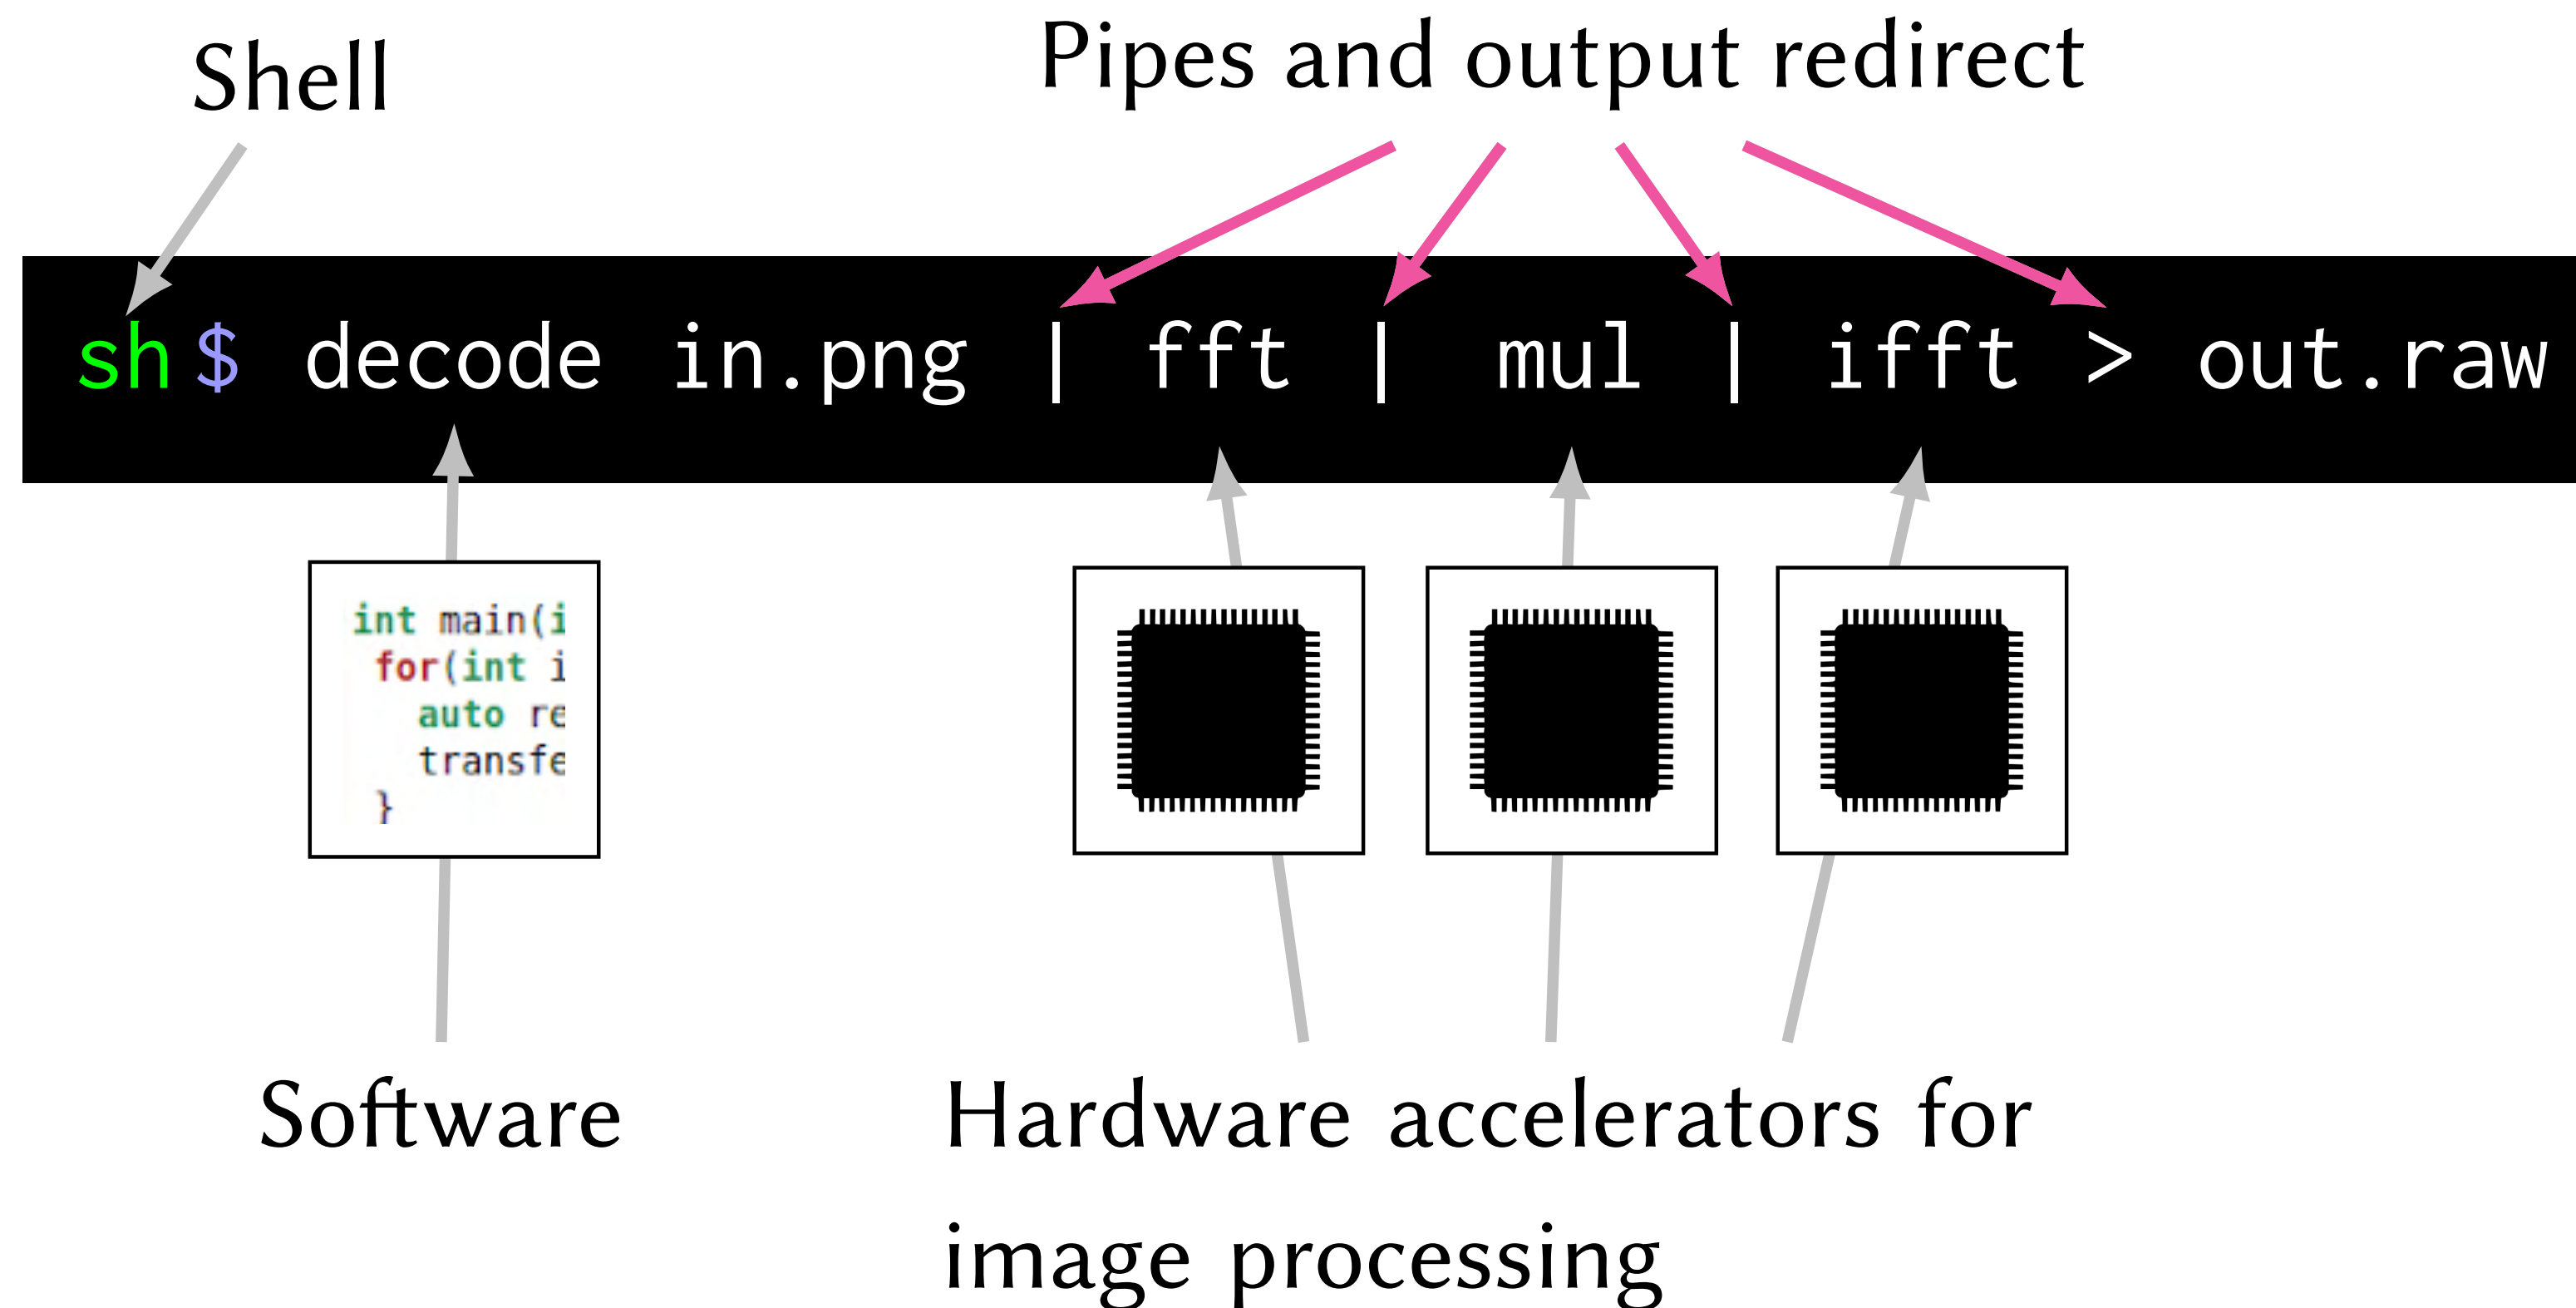 Shell
Pipes and output redirect
sh$ decode in.png | fft | mul | ifft > out.raw
int main(i
for(int i
auto re
transfe
}
Software
Hardware accelerators for
image processing